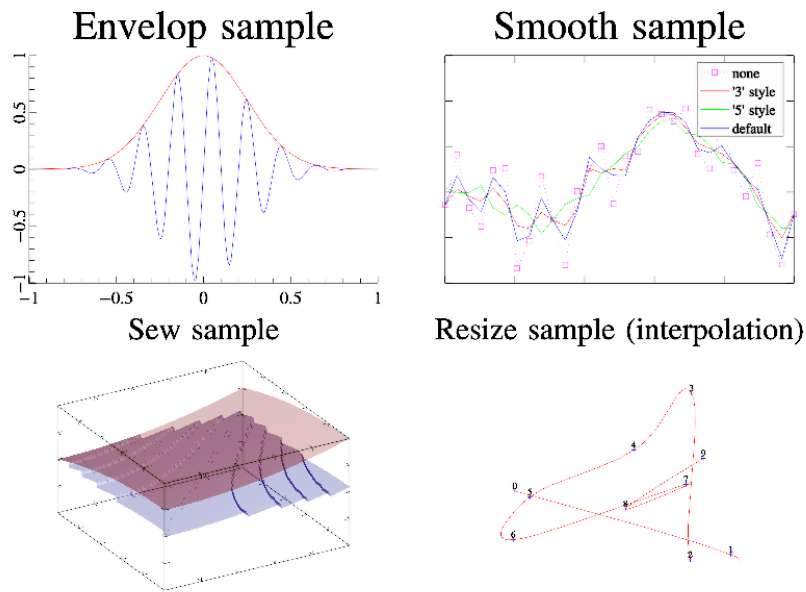 Envelop sample
Smooth sample
1
0.5
0
−0.5
−1
−1
−0.5
0
0.5
1
none
'3' style
'5' style
default
Sew sample
Resize sample (interpolation)
3
4
9
7
0
5
8
6
2
1